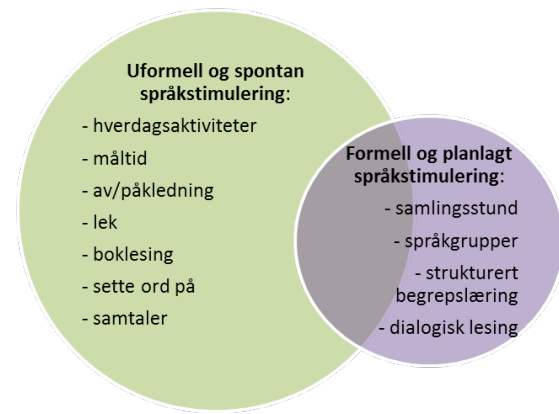 Uformell og spontan
språkstimulering:
- hverdagsaktiviteter
- måltid
- av/påkledning
- lek
- boklesing
- sette ord på
- samtaler
Formell og planlagt
språkstimulering:
- samlingsstund
- språkgrupper
- strukturert
begrepslæring
- dialogisk lesing